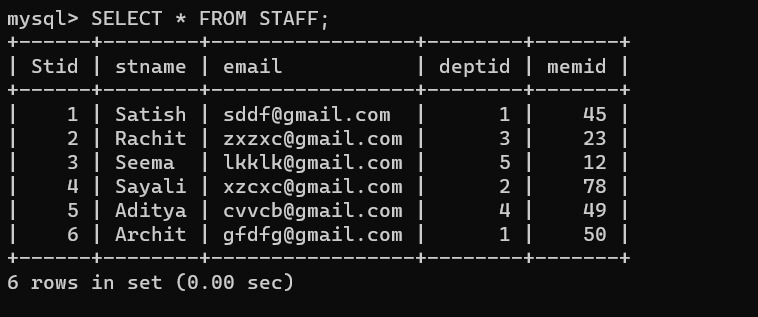 mysql> SELECT * FROM STAFF;
+------+--------+-----------------+--------+-------+
| Stid | stname | email           | deptid | memid |
+------+--------+-----------------+--------+-------+
|    1 | Satish | sddf@gmail.com  |      1 |    45 |
|    2 | Rachit | zxzxc@gmail.com |      3 |    23 |
|    3 | Seema  | lkklk@gmail.com |      5 |    12 |
|    4 | Sayali | xzcxc@gmail.com |      2 |    78 |
|    5 | Aditya | cvvcb@gmail.com |      4 |    49 |
|    6 | Archit | gfdfg@gmail.com |      1 |    50 |
+------+--------+-----------------+--------+-------+
6 rows in set (0.00 sec)